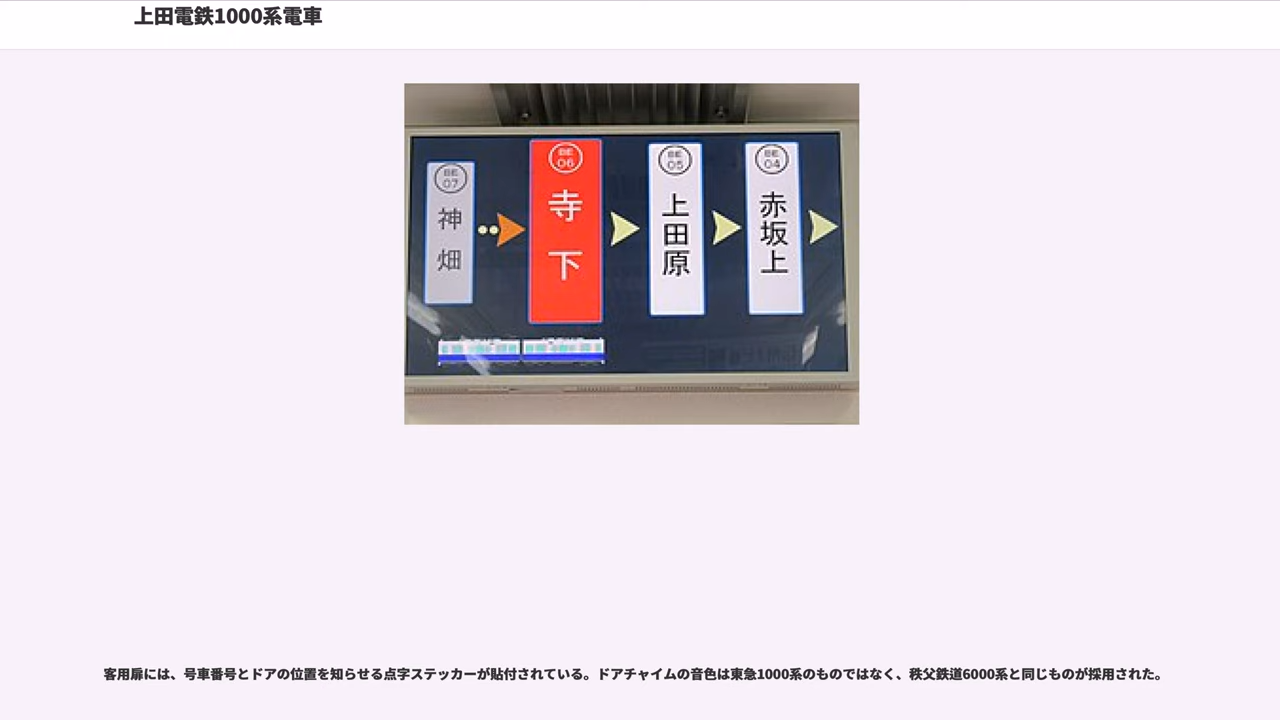 上田電鉄1000系電車
BE
07
神畑
BE
06
寺下
BE
05
上田原
BE
04
赤坂上
客用扉には、号車番号とドアの位置を知らせる点字ステッカーが貼付されている。ドアチャイムの音色は東急1000系のものではなく、秩父鉄道6000系と同じものが採用された。